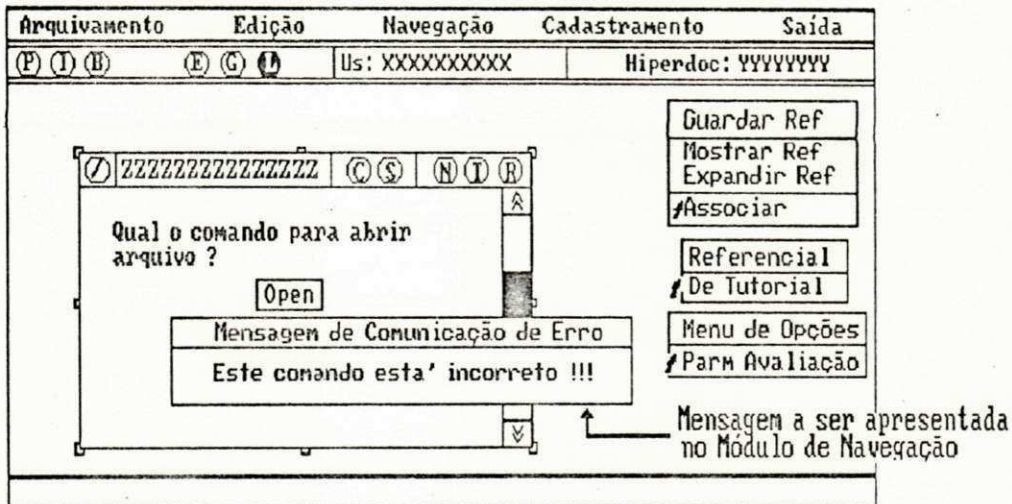 Arquivamento Edição Navegação Cadastramento Saída
P I B E G L Us: XXXXXXXXXX Hiperdoc: YYYYYYYY
Guardar Ref
Mostrar Ref
Expandir Ref
Associar
Referencial
De Tutorial
Menu de Opções
Parm Avaliação
ZZZZZZZZZZZZZZZ C S N I R
Qual o comando para abrir
arquivo ?
Open
Mensagem de Comunicação de Erro
Este comando esta' incorreto !!!
Mensagem a ser apresentada
no Módulo de Navegação